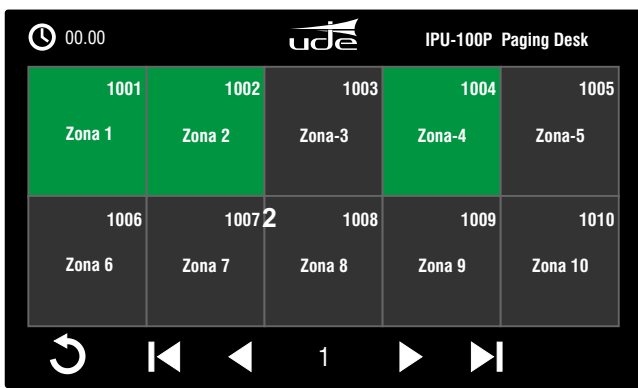 00.00 ude IPU-100P Paging Desk
1001 1002 1003 1004 1005
Zona 1 Zona 2 Zona-3 Zona-4 Zona-5
1006 1007 2 1008 1009 1010
Zona 6 Zona 7 Zona 8 Zona 9 Zona 10
1